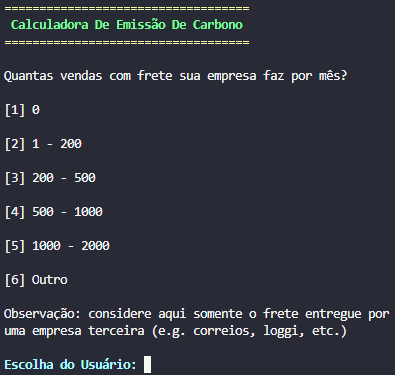 ===================================
Calculadora De Emissão De Carbono
===================================
Quantas vendas com frete sua empresa faz por mês?
[1] 0
[2] 1 - 200
[3] 200 - 500
[4] 500 - 1000
[5] 1000 - 2000
[6] Outro
Observação: considere aqui somente o frete entregue por
uma empresa terceira (e.g. correios, loggi, etc.)
Escolha do Usuário: